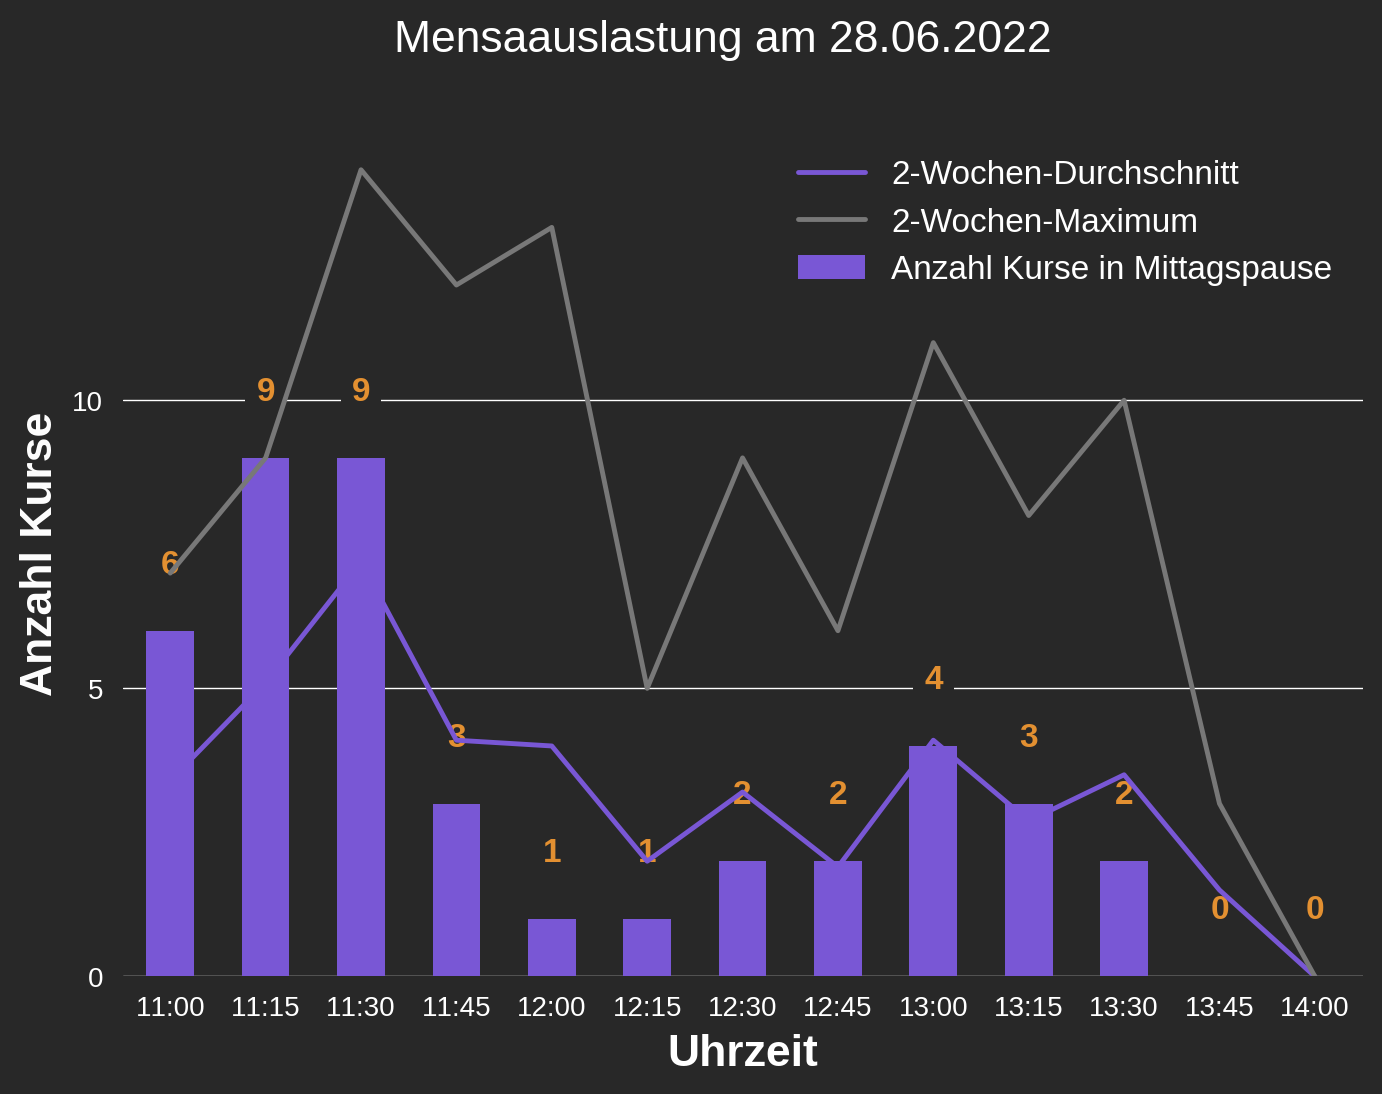 Mensaauslastung am 28.06.2022
2-Wochen-Durchschnitt
2-Wochen-Maximum
Anzahl Kurse in Mittagspause
Anzahl Kurse
10
5
0
6
9
9
3
1
1
2
2
4
3
2
0
0
11:00 11:15 11:30 11:45 12:00 12:15 12:30 12:45 13:00 13:15 13:30 13:45 14:00
Uhrzeit